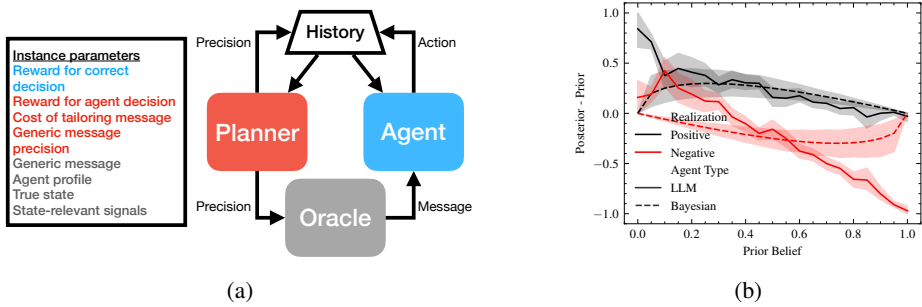 Instance parameters
Reward for correct
decision
Reward for agent decision
Cost of tailoring message
Generic message
precision
Generic message
Agent profile
True state
State-relevant signals
Precision
History
Action
Planner
Agent
Precision
Oracle
Message
(a)
Posterior - Prior
1.0
0.5
0.0
−0.5
−1.0
Realization
Positive
Negative
Agent Type
LLM
Bayesian
0.0
0.2
0.4
0.6
0.8
1.0
Prior Belief
(b)